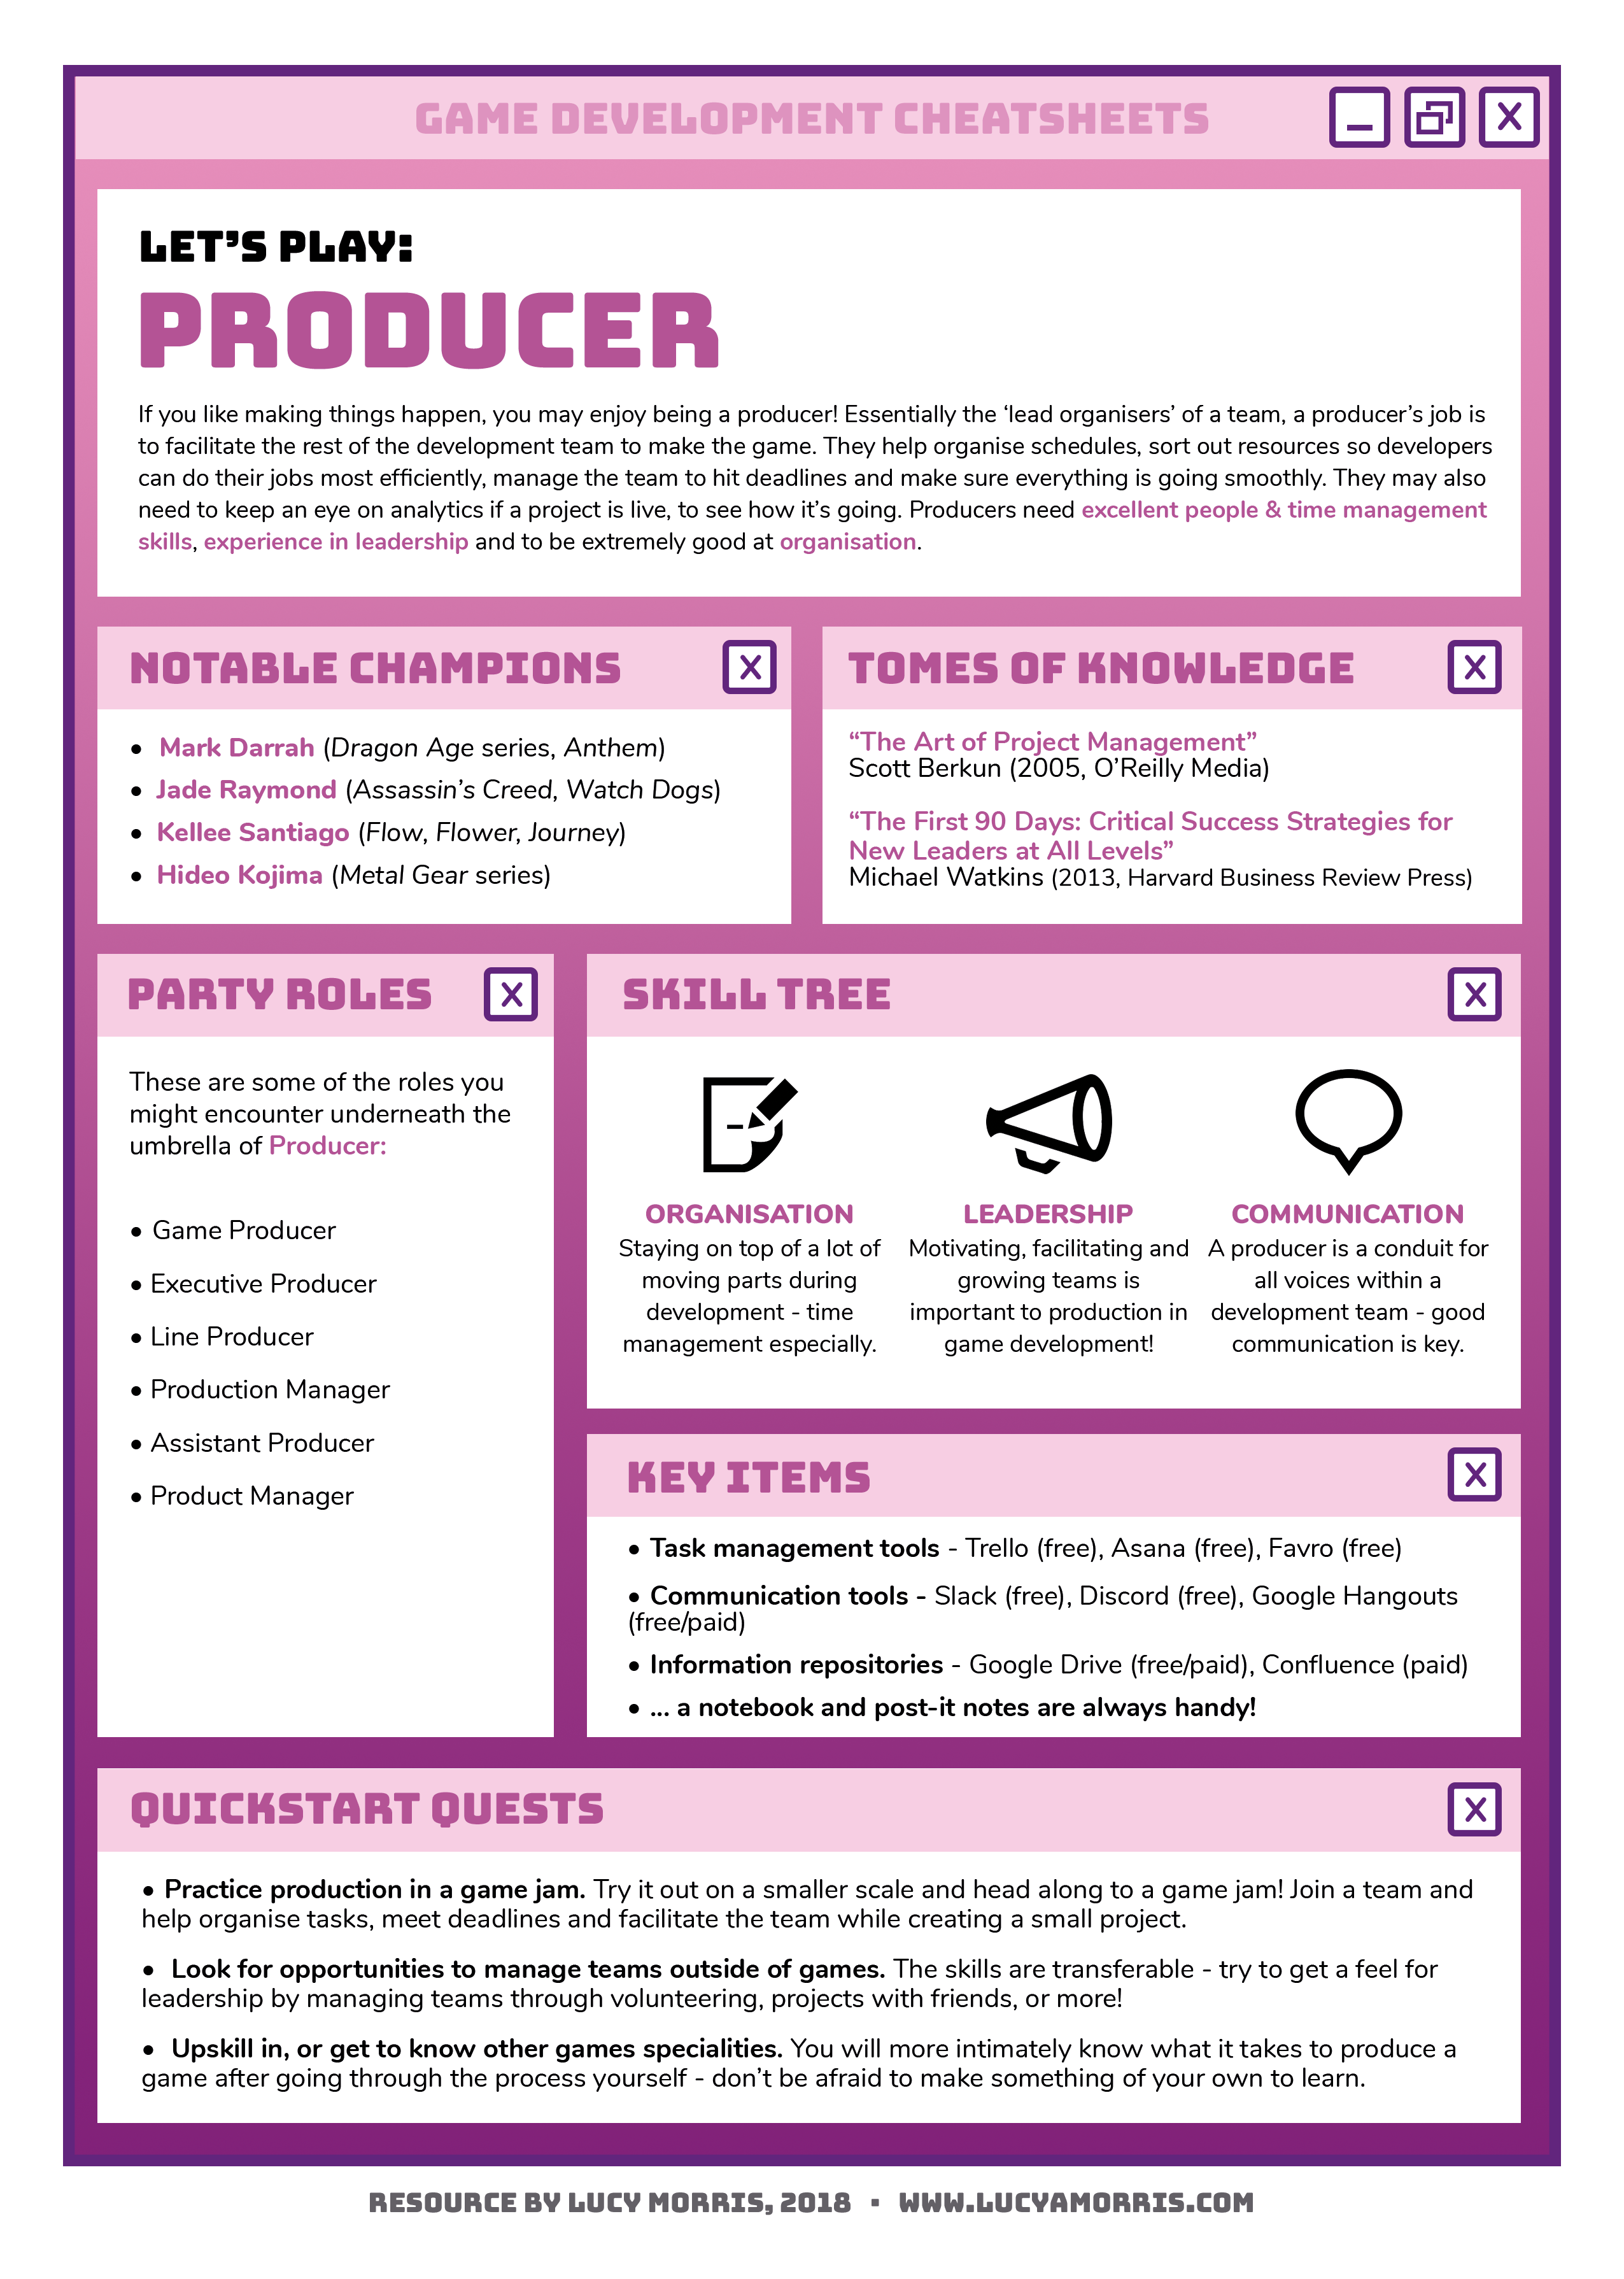 GAME DEVELOPMENT CHEATSHEETS
LET'S PLAY:
PRODUCER
If you like making things happen, you may enjoy being a producer! Essentially the ‘lead organisers’ of a team, a producer’s job is
to facilitate the rest of the development team to make the game. They help organise schedules, sort out resources so developers
can do their jobs most efficiently, manage the team to hit deadlines and make sure everything is going smoothly. They may also
need to keep an eye on analytics if a project is live, to see how it’s going. Producers need excellent people & time management
skills, experience in leadership and to be extremely good at organisation.
NOTABLE CHAMPIONS
X
• Mark Darrah (Dragon Age series, Anthem)
• Jade Raymond (Assassin’s Creed, Watch Dogs)
• Kellee Santiago (Flow, Flower, Journey)
• Hideo Kojima (Metal Gear series)
TOMES OF KNOWLEDGE
X
“The Art of Project Management”
Scott Berkun (2005, O’Reilly Media)
“The First 90 Days: Critical Success Strategies for
New Leaders at All Levels”
Michael Watkins (2013, Harvard Business Review Press)
PARTY ROLES
X
These are some of the roles you
might encounter underneath the
umbrella of Producer:
• Game Producer
• Executive Producer
• Line Producer
• Production Manager
• Assistant Producer
• Product Manager
SKILL TREE
X
ORGANISATION
Staying on top of a lot of
moving parts during
development - time
management especially.
LEADERSHIP
Motivating, facilitating and
growing teams is
important to production in
game development!
COMMUNICATION
A producer is a conduit for
all voices within a
development team - good
communication is key.
KEY ITEMS
X
• Task management tools - Trello (free), Asana (free), Favro (free)
• Communication tools - Slack (free), Discord (free), Google Hangouts
(free/paid)
• Information repositories - Google Drive (free/paid), Confluence (paid)
• ... a notebook and post-it notes are always handy!
QUICKSTART QUESTS
X
• Practice production in a game jam. Try it out on a smaller scale and head along to a game jam! Join a team and
help organise tasks, meet deadlines and facilitate the team while creating a small project.
• Look for opportunities to manage teams outside of games. The skills are transferable - try to get a feel for
leadership by managing teams through volunteering, projects with friends, or more!
• Upskill in, or get to know other games specialities. You will more intimately know what it takes to produce a
game after going through the process yourself - don’t be afraid to make something of your own to learn.
RESOURCE BY LUCY MORRIS, 2018 · WWW.LUCYAMORRIS.COM